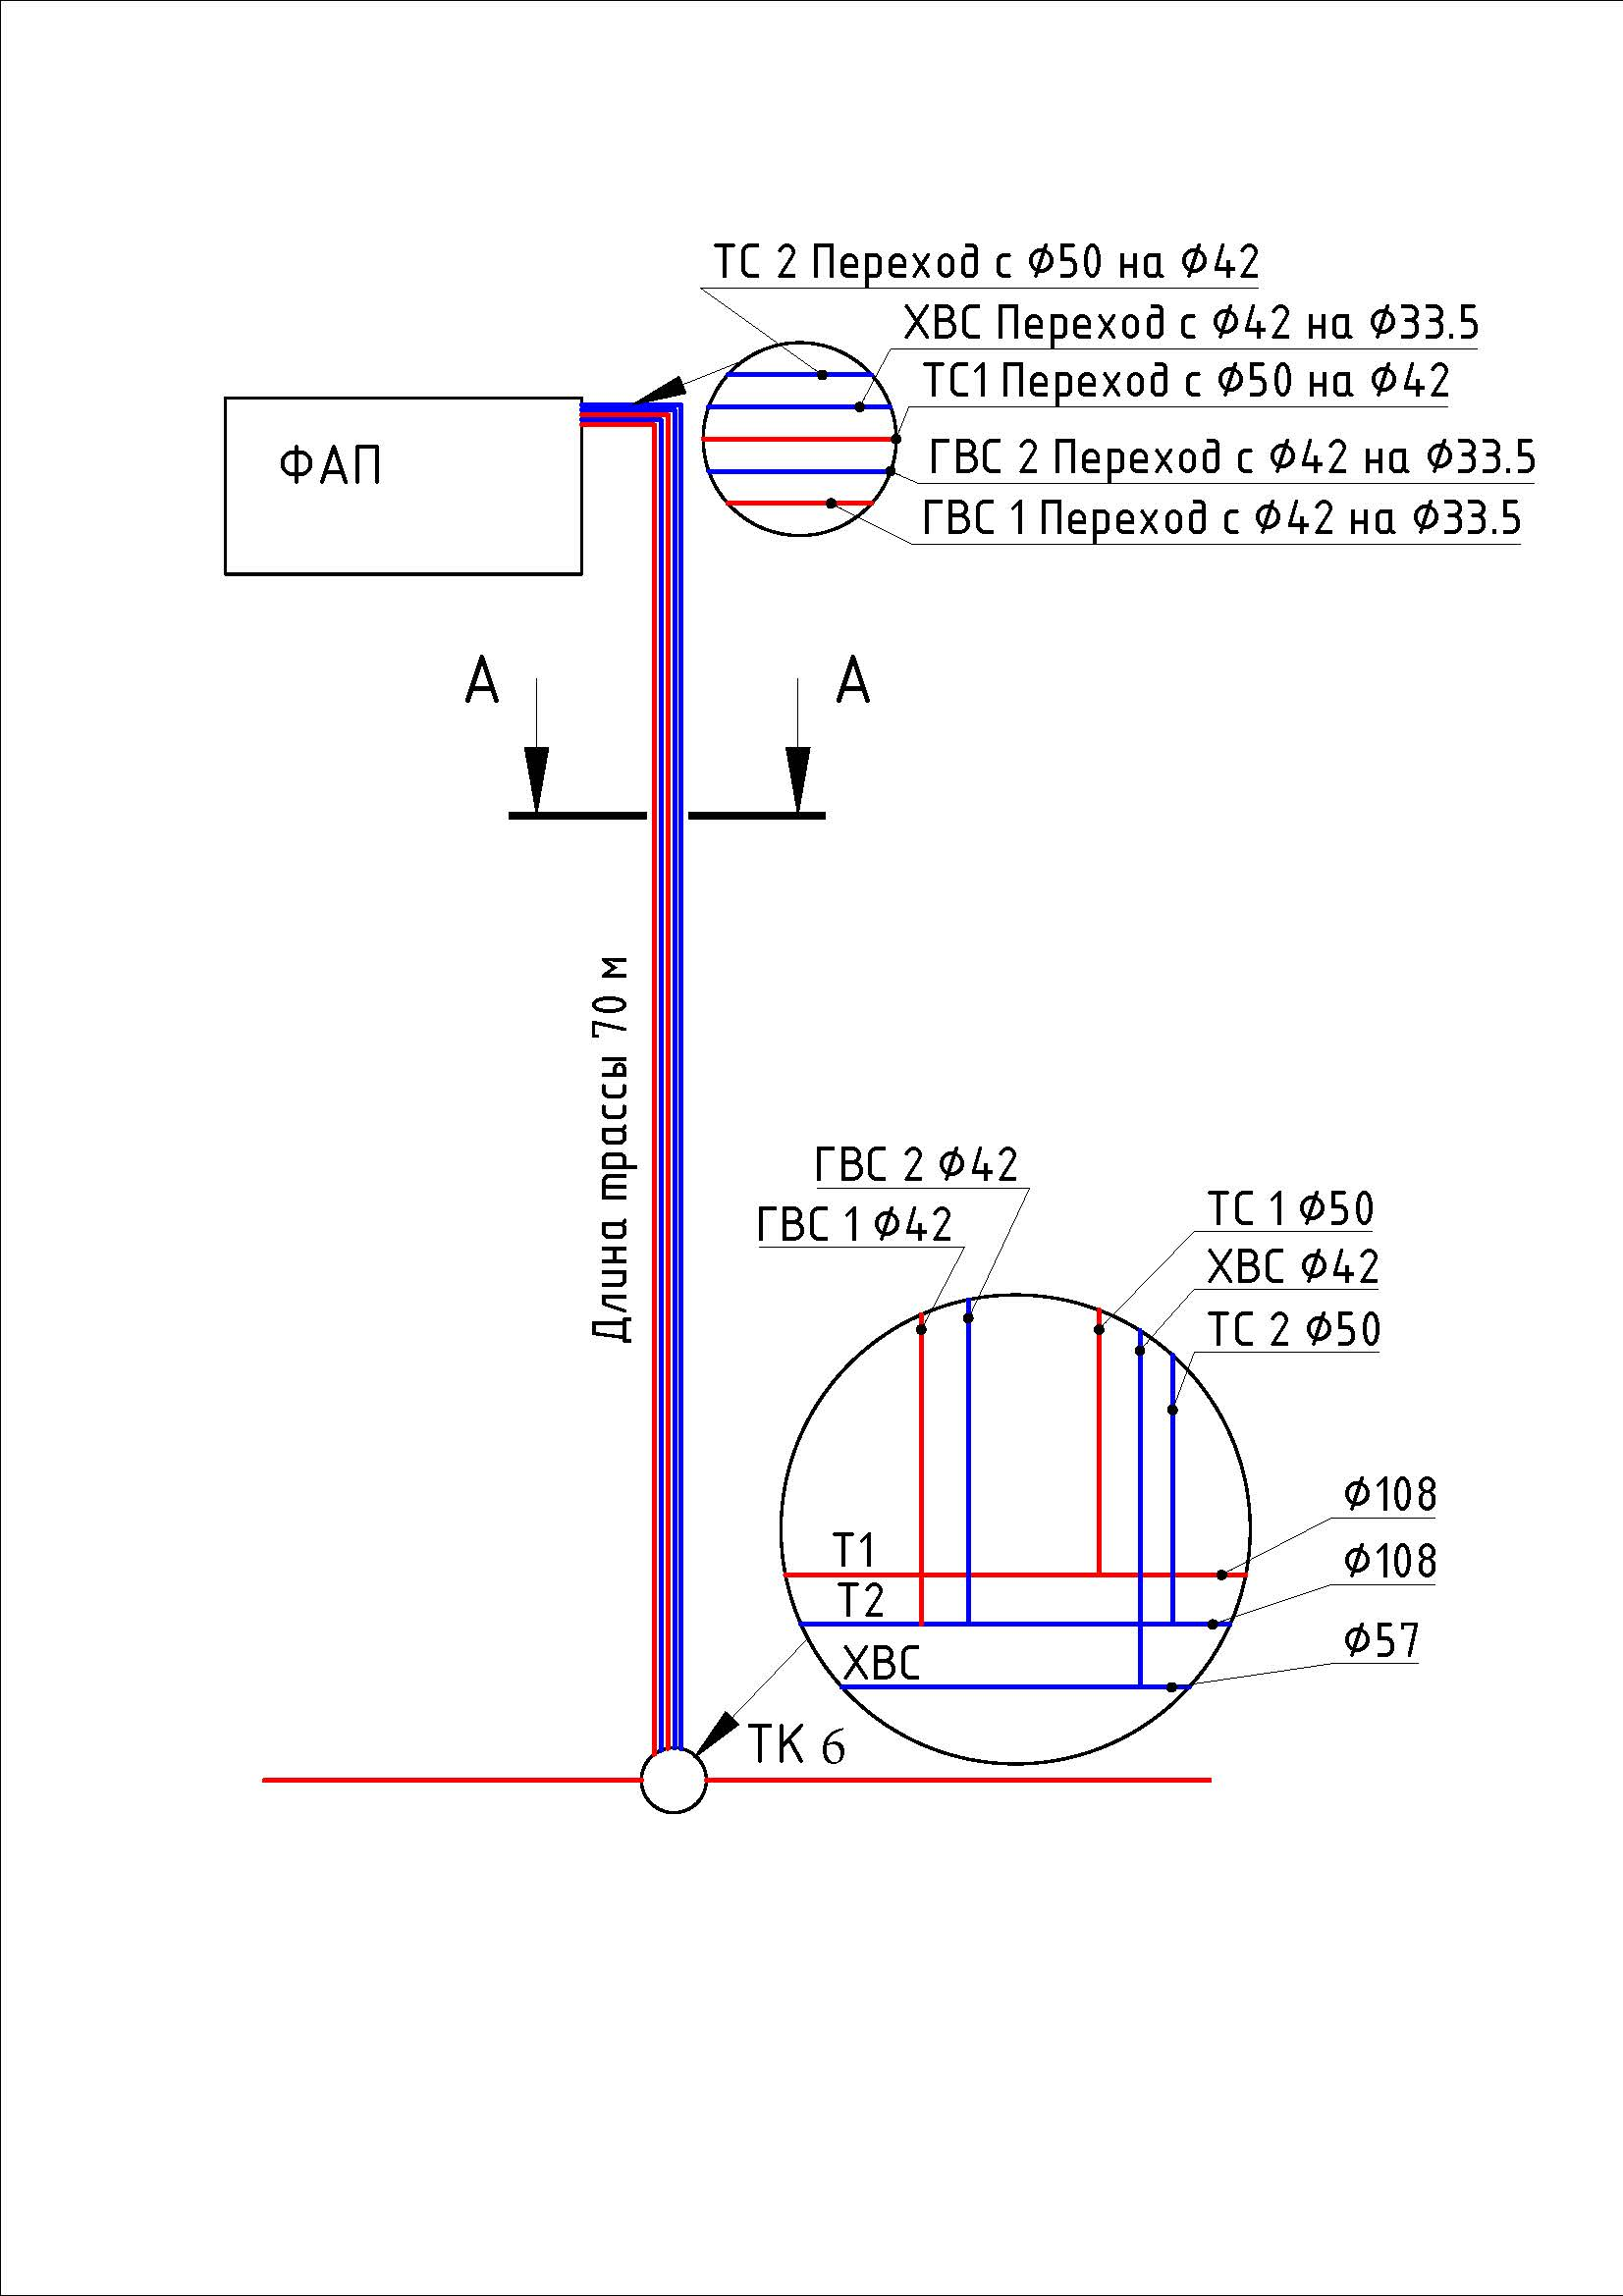 ТС 2 Переход с Ф50 на Ф42
ХВС Переход с Ф42 на Ф33.5
ТС1 Переход с Ф50 на Ф42
ФАП
ГВС 2 Переход с Ф42 на Ф33.5
ГВС 1 Переход с Ф42 на Ф33.5
А
А
Длина трассы 70 м
ГВС 2 Ф42
ГВС 1 Ф42
ТС 1 Ф50
ХВС Ф42
ТС 2 Ф50
Ф108
Т1
Ф108
Т2
Ф57
ХВС
ТК 6